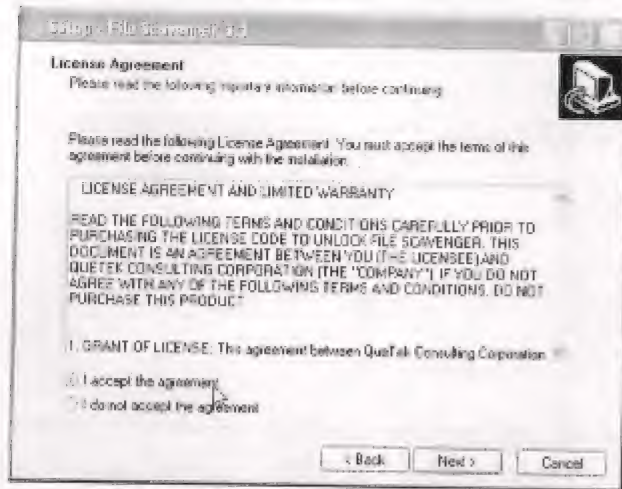 Setup - File Scavenger 3.1
License Agreement
Please read the following important information before continuing.
Please read the following License Agreement. You must accept the terms of this
agreement before continuing with the installation.
LICENSE AGREEMENT AND LIMITED WARRANTY
READ THE FOLLOWING TERMS AND CONDITIONS CAREFULLY PRIOR TO
PURCHASING THE LICENSE CODE TO UNLOCK FILE SCAVENGER. THIS
DOCUMENT IS AN AGREEMENT BETWEEN YOU (THE LICENSEE) AND
QUETEK CONSULTING CORPORATION (THE "COMPANY"). IF YOU DO NOT
AGREE WITH ANY OF THE FOLLOWING TERMS AND CONDITIONS, DO NOT
PURCHASE THIS PRODUCT.
1. GRANT OF LICENSE: This agreement between QueTek Consulting Corporation
I accept the agreement
I do not accept the agreement
< Back
Next >
Cancel